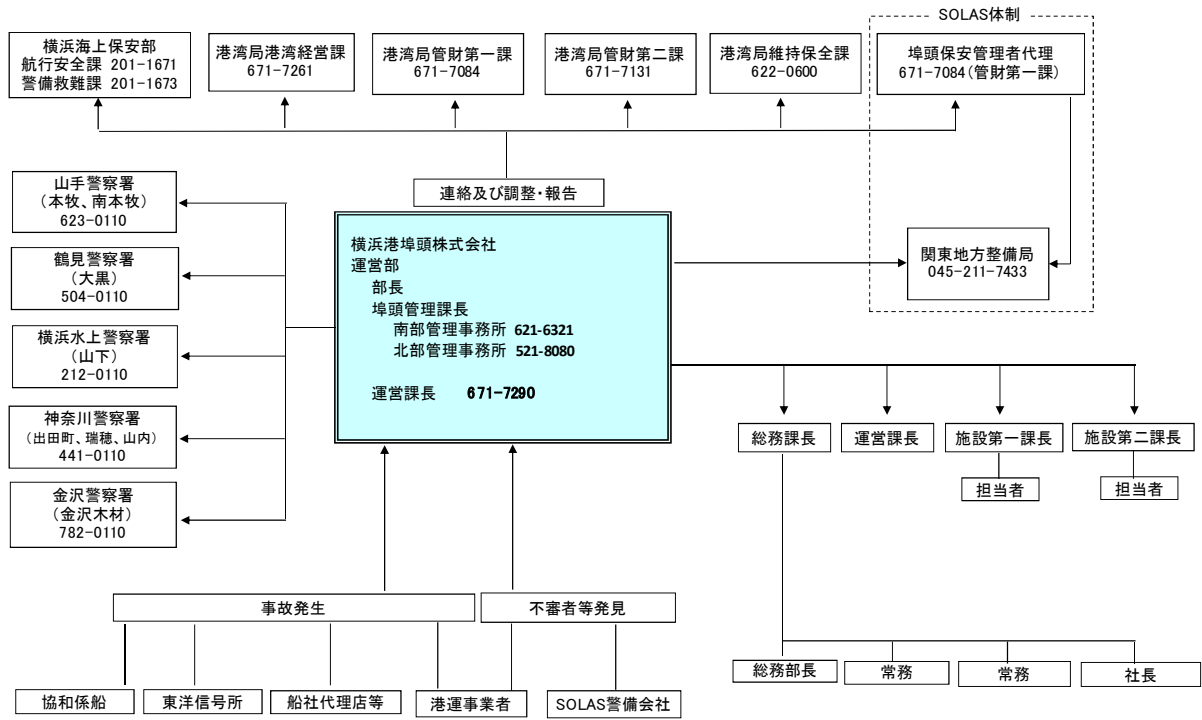 SOLAS体制
横浜海上保安部
航行安全課 201-1671
警備救難課 201-1673
港湾局港湾経営課
671-7261
港湾局管財第一課
671-7084
港湾局管財第二課
671-7131
港湾局維持保全課
622-0600
埠頭保安管理者代理
671-7084(管財第一課)
連絡及び調整・報告
山手警察署
(本牧、南本牧)
623-0110
鶴見警察署
(大黒)
504-0110
横浜水上警察署
(山下)
212-0110
神奈川警察署
(出田町、瑞穂、山内)
441-0110
金沢警察署
(金沢木材)
782-0110
横浜港埠頭株式会社
運営部
部長
埠頭管理課長
南部管理事務所 621-6321
北部管理事務所 521-8080
運営課長 671-7290
関東地方整備局
045-211-7433
総務課長
運営課長
施設第一課長
施設第二課長
担当者
担当者
事故発生
不審者等発見
協和係船
東洋信号所
船社代理店等
港運事業者
SOLAS警備会社
総務部長
常務
常務
社長